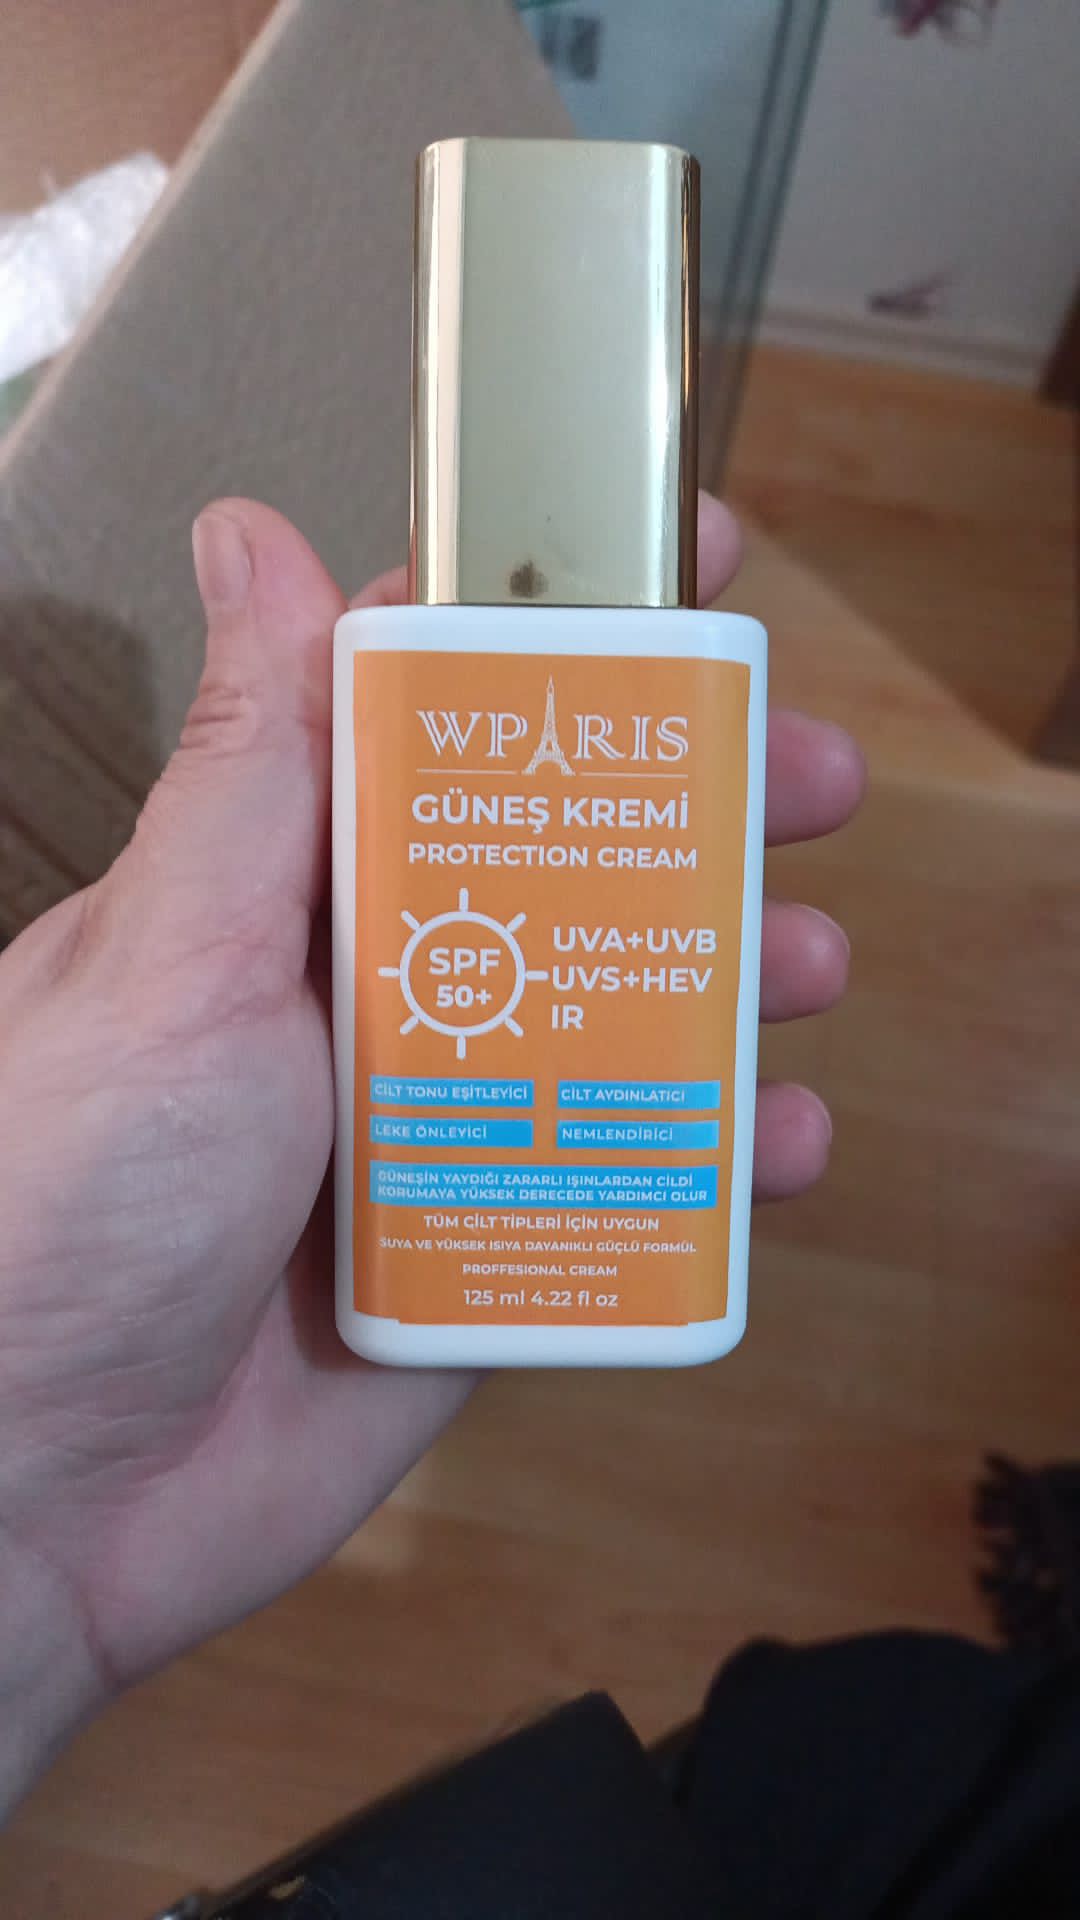 WPARIS
GÜNEŞ KREMİ
PROTECTION CREAM
SPF
50+
UVA+UVB
UVS+HEV
IR
CİLT TONU EŞİTLEYİCİ
CİLT AYDINLATICI
LEKE ÖNLEYİCİ
NEMLENDİRİCİ
GÜNEŞİN YAYDIĞI ZARARLI IŞINLARDAN CİLDİ
KORUMAYA YÜKSEK DERECEDE YARDIMCI OLUR
TÜM CİLT TİPLERİ İÇİN UYGUN
SUYA VE YÜKSEK ISIYA DAYANIKLI GÜÇLÜ FORMÜL
PROFFESIONAL CREAM
125 ml 4.22 fl oz